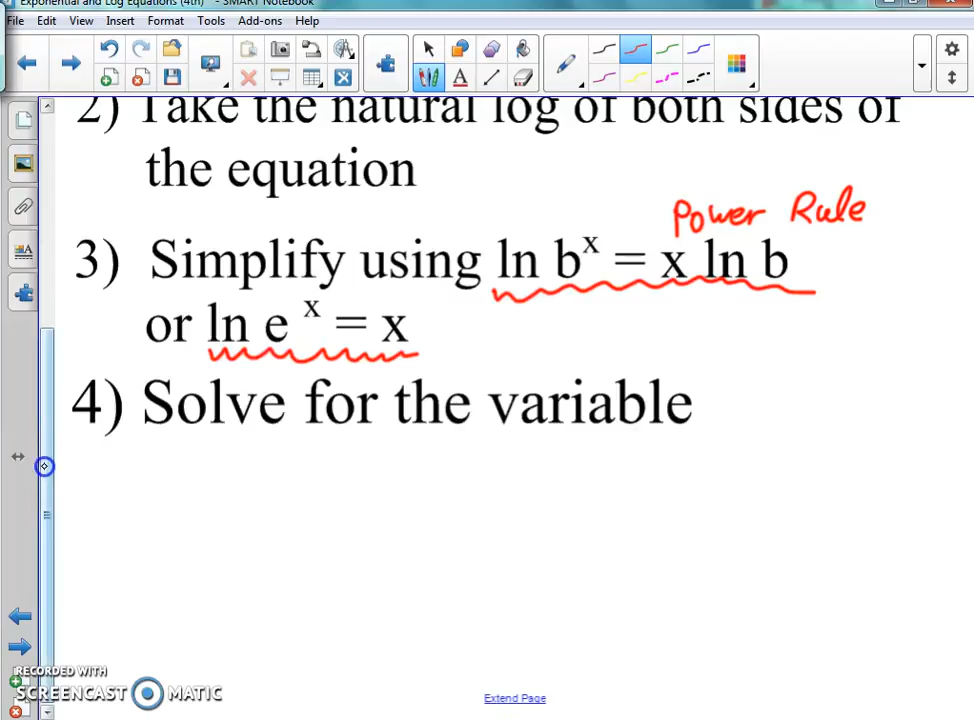 Exponential and Log Equations (4th) - SMART Notebook
File Edit View Insert Format Tools Add-ons Help
2) Take the natural log of both sides of
the equation
Power Rule
3) Simplify using ln bˣ = x ln b
or ln e ˣ = x
4) Solve for the variable
RECORDED WITH
SCREENCAST MATIC
Extend Page